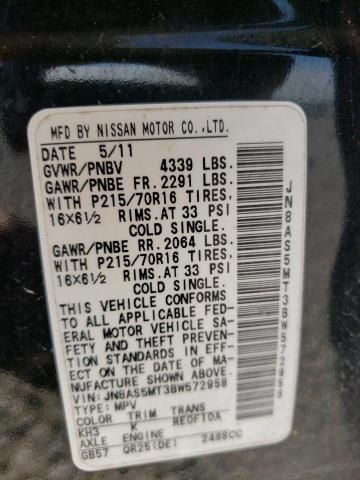 MFD BY NISSAN MOTOR CO.,LTD.
DATE 5/11
GVWR/PNBV 4339 LBS.
GAWR/PNBE FR. 2291 LBS.
WITH P215/70R16 TIRES,
16X6½ RIMS.AT 33 PSI
COLD SINGLE.
GAWR/PNBE RR. 2064 LBS.
WITH P215/70R16 TIRES,
16X6½ RIMS.AT 33 PSI
COLD SINGLE.
THIS VEHICLE CONFORMS
TO ALL APPLICABLE FED-
ERAL MOTOR VEHICLE SA-
FETY AND THEFT PREVEN-
TION STANDARDS IN EFF-
ECT ON THE DATE OF MA-
NUFACTURE SHOWN ABOVE.
VIN:JN8AS5MT3BW572958
TYPE:MPV
COLOR TRIM TRANS
KH3 K RE0F10A
AXLE ENGINE
GB57 QR25(DE) 2488CC
JN8AS5MT3BW572958